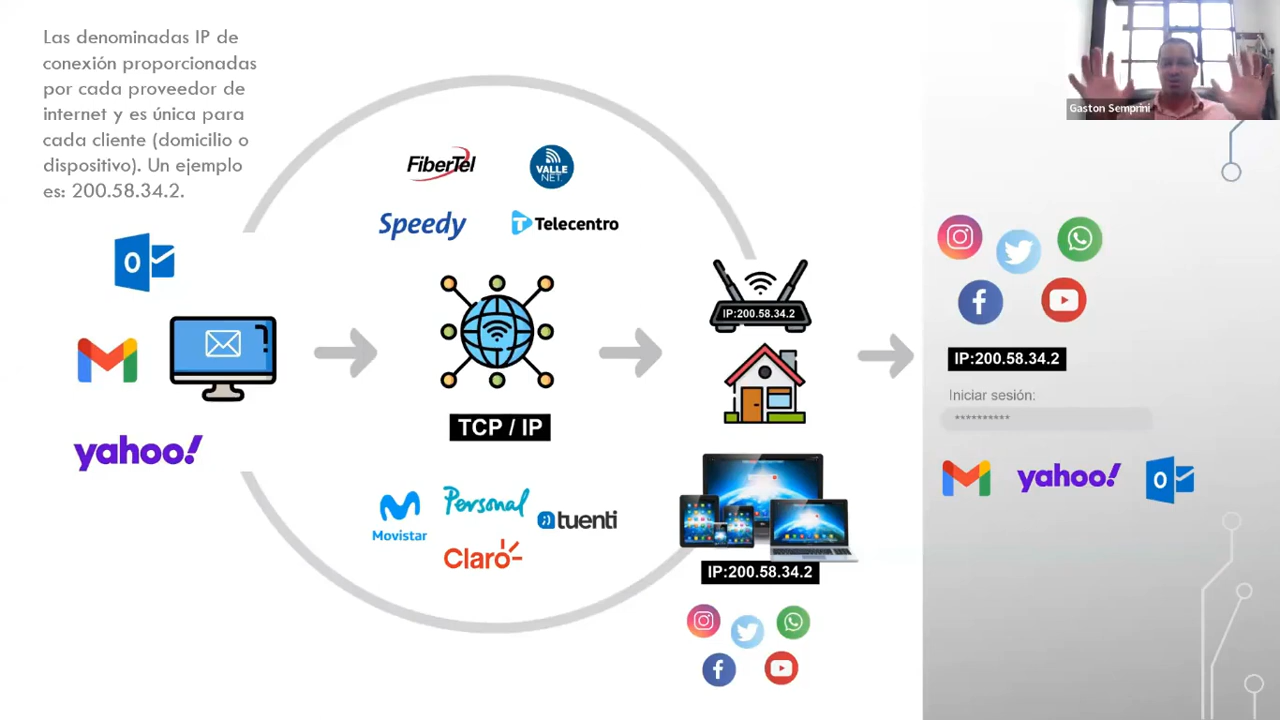 Las denominadas IP de
conexión proporcionadas
por cada proveedor de
internet y es única para
cada cliente (domicilio o
dispositivo). Un ejemplo
es: 200.58.34.2.
Gaston Semprini
FiberTel
VALLE
NET
Speedy
Telecentro
IP:200.58.34.2
TCP / IP
yahoo!
Movistar
Personal
tuenti
Claro
IP:200.58.34.2
IP:200.58.34.2
Iniciar sesión:
**********
yahoo!